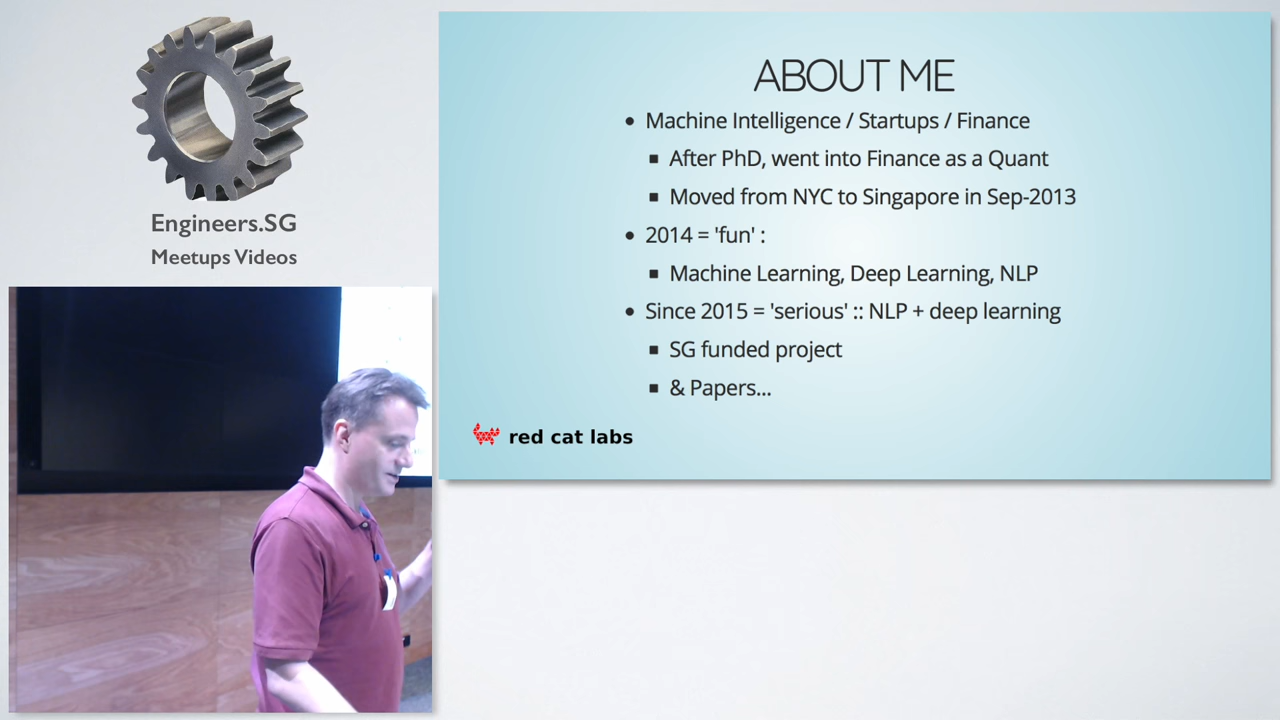 Engineers.SG
Meetups Videos
ABOUT ME
Machine Intelligence / Startups / Finance
After PhD, went into Finance as a Quant
Moved from NYC to Singapore in Sep-2013
2014 = 'fun' :
Machine Learning, Deep Learning, NLP
Since 2015 = 'serious' :: NLP + deep learning
SG funded project
& Papers...
red cat labs